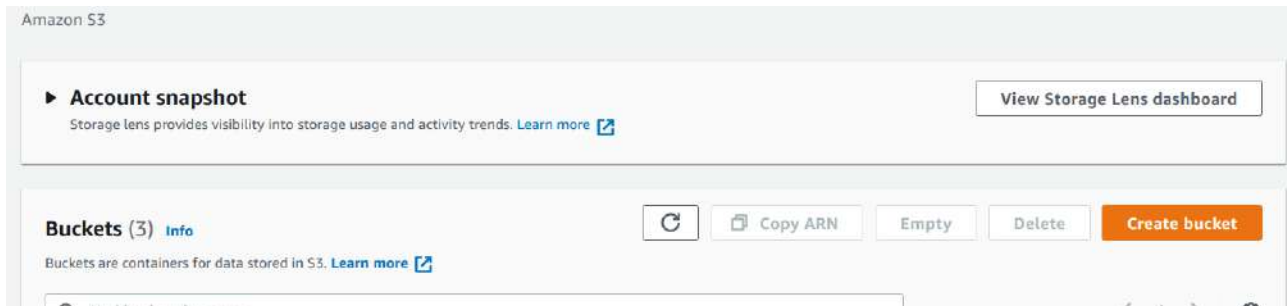 Amazon S3
Account snapshot
View Storage Lens dashboard
Storage lens provides visibility into storage usage and activity trends. Learn more
Buckets (3) Info
Copy ARN
Empty
Delete
Create bucket
Buckets are containers for data stored in S3. Learn more